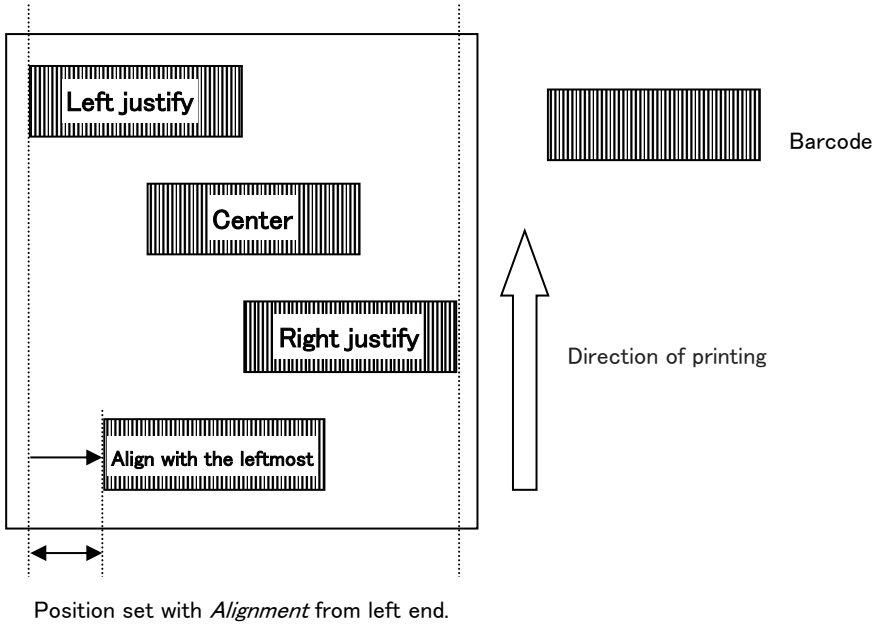 Left justify
Barcode
Center
Right justify
Direction of printing
Align with the leftmost
Position set with Alignment from left end.